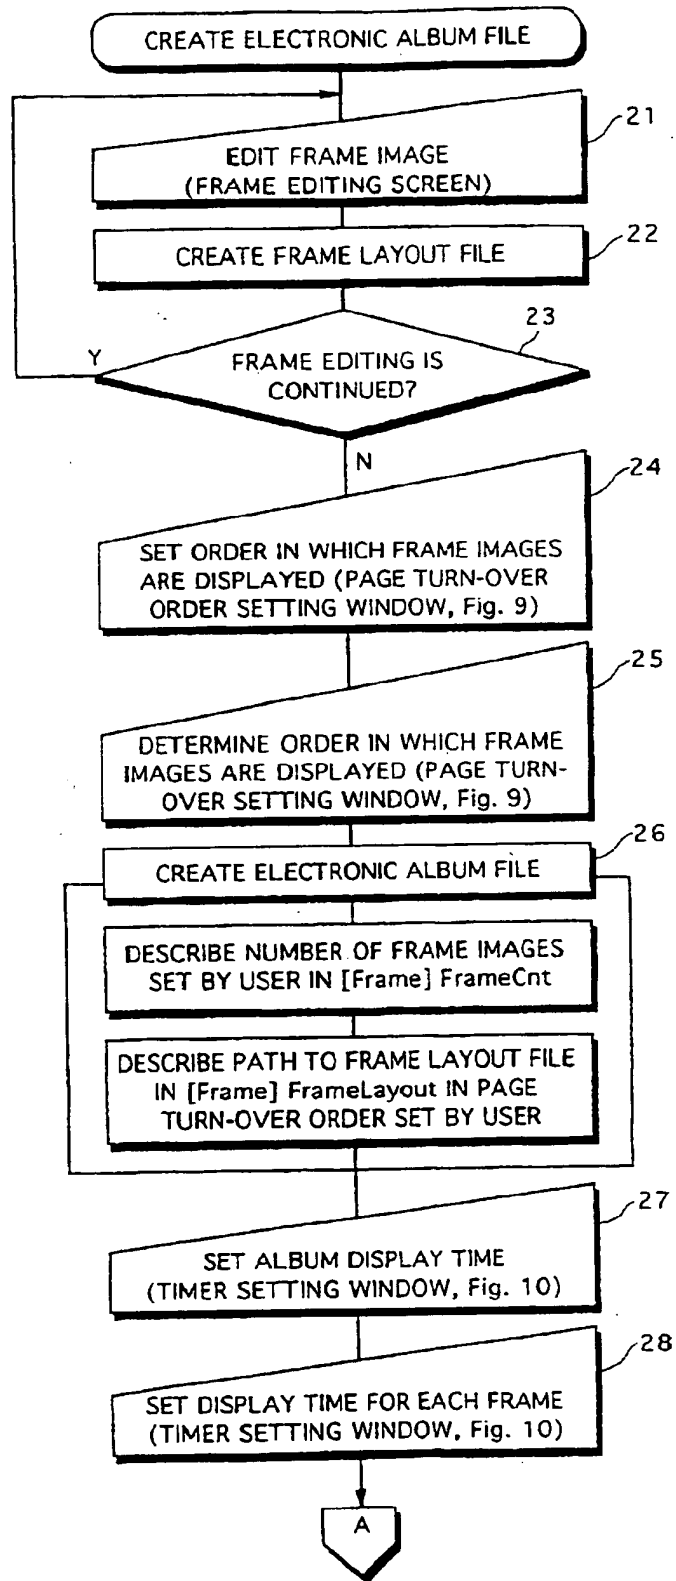 CREATE ELECTRONIC ALBUM FILE
21
EDIT FRAME IMAGE
(FRAME EDITING SCREEN)
22
CREATE FRAME LAYOUT FILE
23
FRAME EDITING IS
CONTINUED?
Y
N
24
SET ORDER IN WHICH FRAME IMAGES
ARE DISPLAYED (PAGE TURN-OVER
ORDER SETTING WINDOW, Fig. 9)
25
DETERMINE ORDER IN WHICH FRAME
IMAGES ARE DISPLAYED (PAGE TURN-
OVER SETTING WINDOW, Fig. 9)
26
CREATE ELECTRONIC ALBUM FILE
DESCRIBE NUMBER OF FRAME IMAGES
SET BY USER IN [Frame] FrameCnt
DESCRIBE PATH TO FRAME LAYOUT FILE
IN [Frame] FrameLayout IN PAGE
TURN-OVER ORDER SET BY USER
27
SET ALBUM DISPLAY TIME
(TIMER SETTING WINDOW, Fig. 10)
28
SET DISPLAY TIME FOR EACH FRAME
(TIMER SETTING WINDOW, Fig. 10)
A